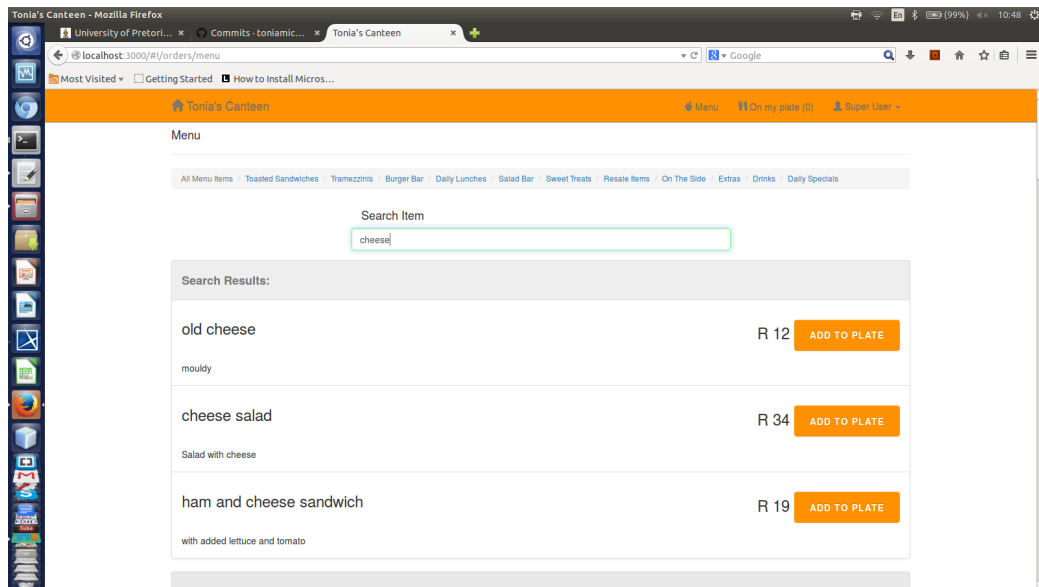 Tonia's Canteen - Mozilla Firefox
En (99%) 10:48
University of Pretori... × Commits · toniamic... × Tonia's Canteen ×
localhost:3000/#!/orders/menu Google
Most Visited Getting Started How to Install Micros...
Tonia's Canteen Menu On my plate (0) Super User
Menu
All Menu Items / Toasted Sandwiches / Tramezzinis / Burger Bar / Daily Lunches / Salad Bar / Sweet Treats / Resale Items / On The Side / Extras / Drinks / Daily Specials
Search Item
cheese
Search Results:
old cheese R 12 ADD TO PLATE
mouldy
cheese salad R 34 ADD TO PLATE
Salad with cheese
ham and cheese sandwich R 19 ADD TO PLATE
with added lettuce and tomato